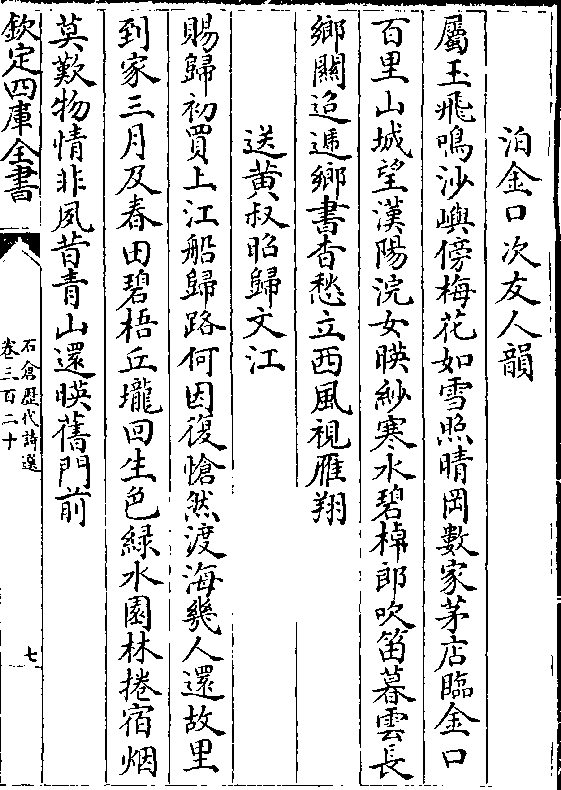 泊金口次友人韻
屬玉飛鳴沙嶼傍梅花如雪照晴岡數家茅店臨金口
百里山城望漢陽浣女暎紗寒水碧棹郎吹笛暮雲長
鄉關迢遞鄉書杳愁立西風視雁翔
送黄叔昭歸文江
賜歸初買上江船歸路何因復愴然渡海幾人還故里
到家三月及春田碧梧丘壠回生色緑水園林捲宿烟
莫歎物情非夙昔青山還暎舊門前
欽定四庫全書
石倉歴代詩選
卷三百二十
七